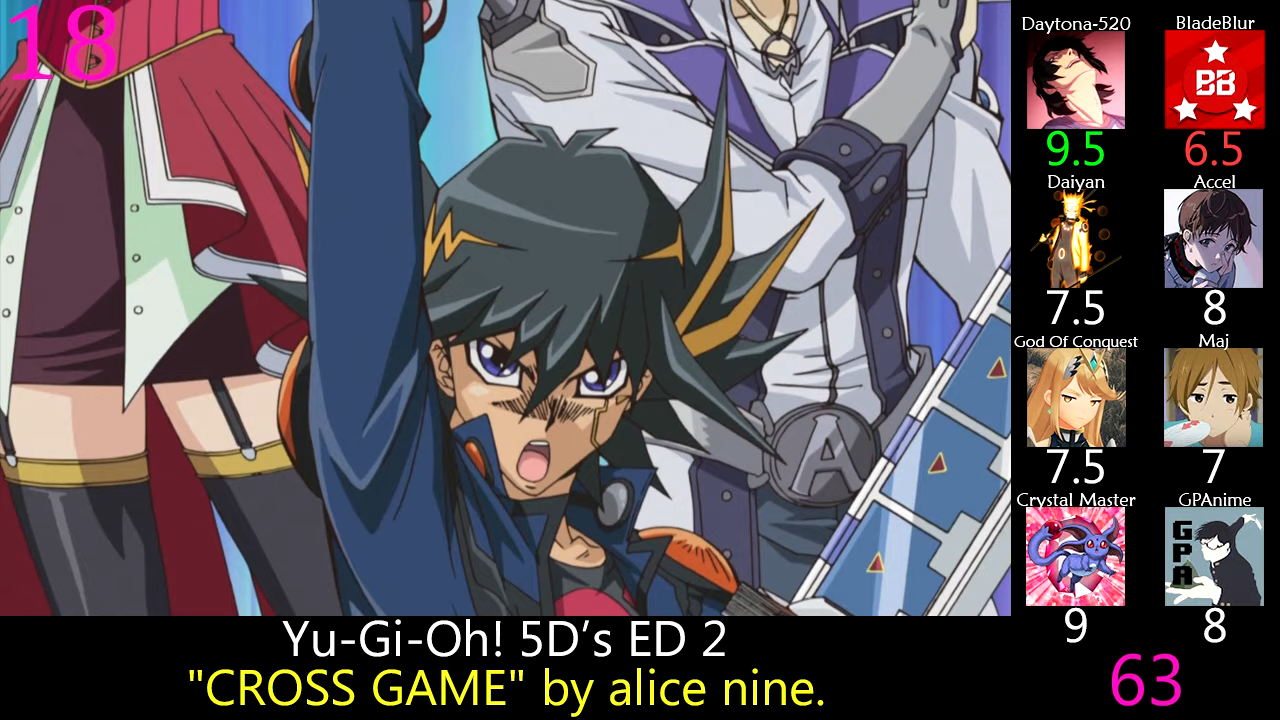 18
Daytona-520
BladeBlur
BB
9.5
6.5
Daiyan
Accel
7.5
8
God Of Conquest
Maj
7.5
7
Crystal Master
GPAnime
GPA
9
8
A
Yu-Gi-Oh! 5D’s ED 2
"CROSS GAME" by alice nine.
63